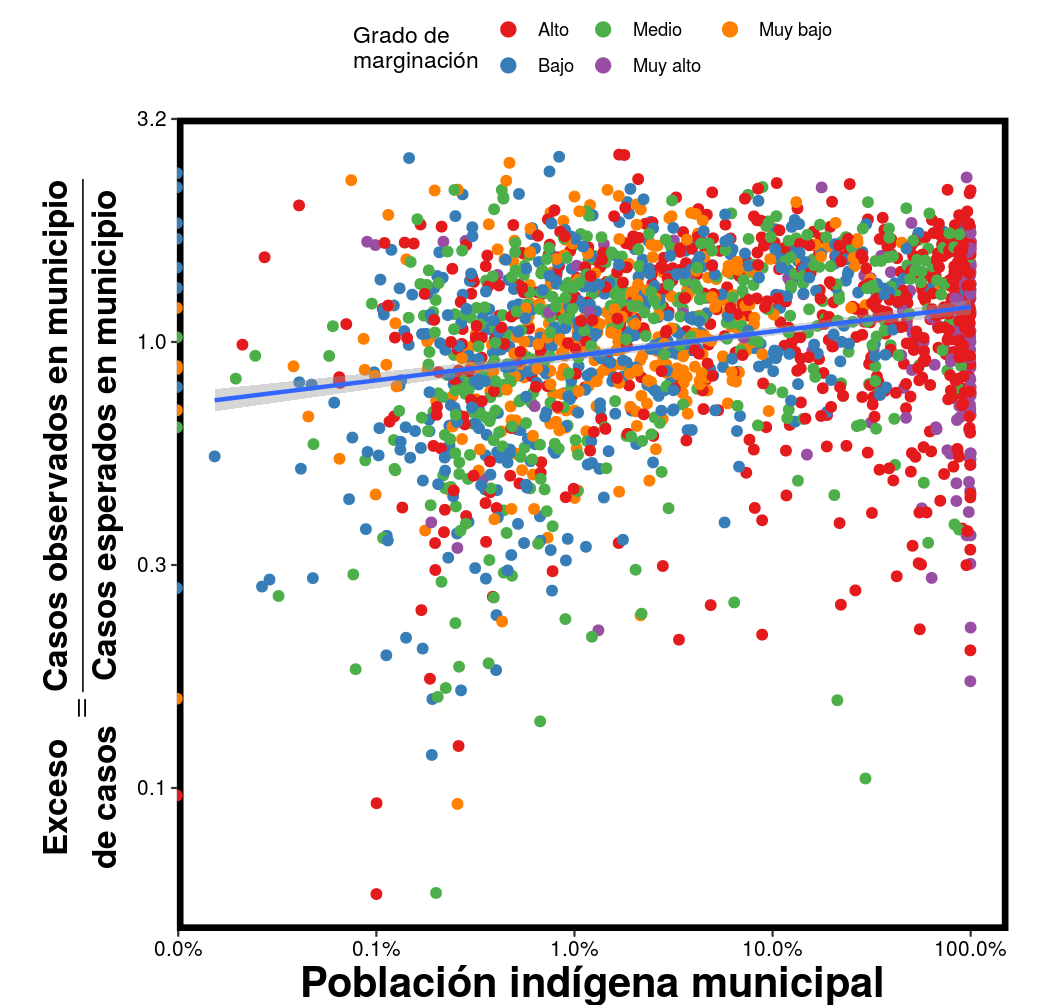 Grado de
marginación
Alto
Medio
Muy bajo
Bajo
Muy alto
3.2
1.0
0.3
0.1
Exceso
de casos
=
Casos observados en municipio
Casos esperados en municipio
0.0%
0.1%
1.0%
10.0%
100.0%
Población indígena municipal